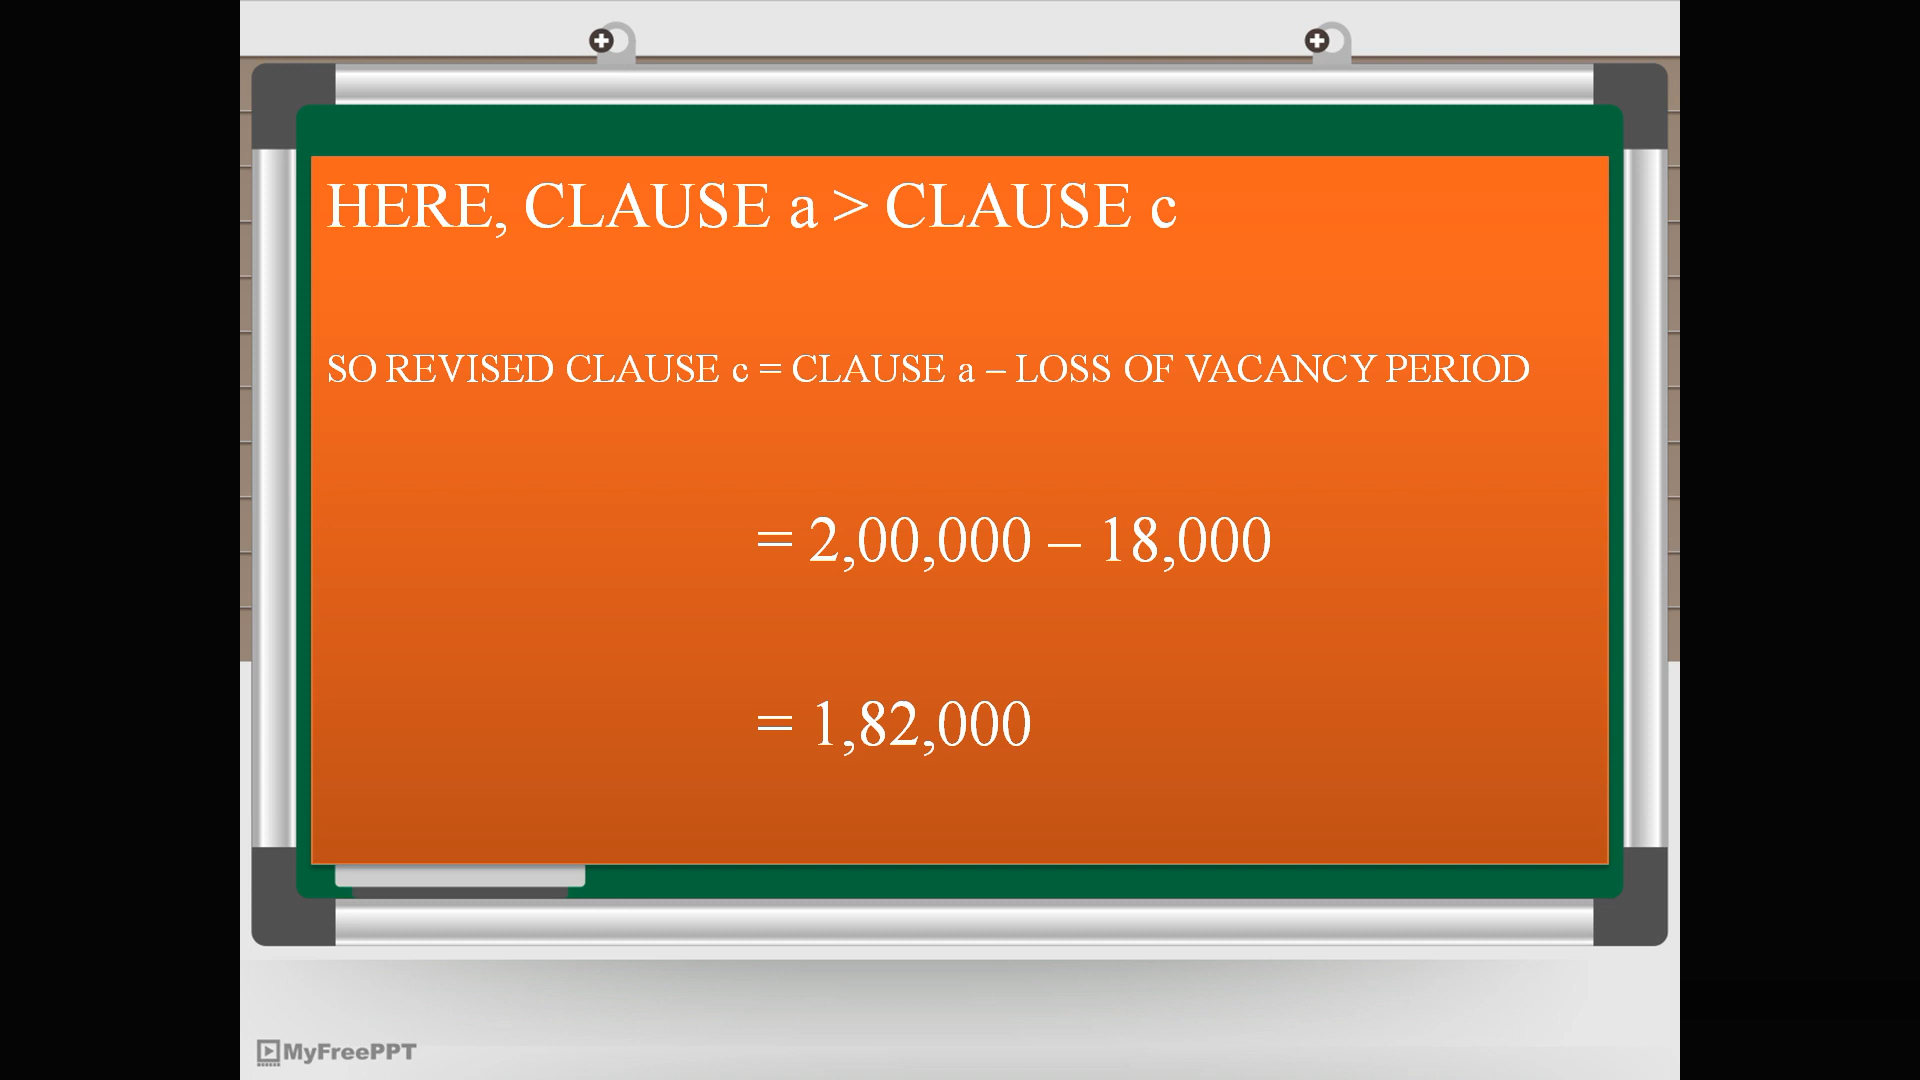 HERE, CLAUSE a > CLAUSE c
SO REVISED CLAUSE c = CLAUSE a – LOSS OF VACANCY PERIOD
= 2,00,000 – 18,000
= 1,82,000
MyFreePPT